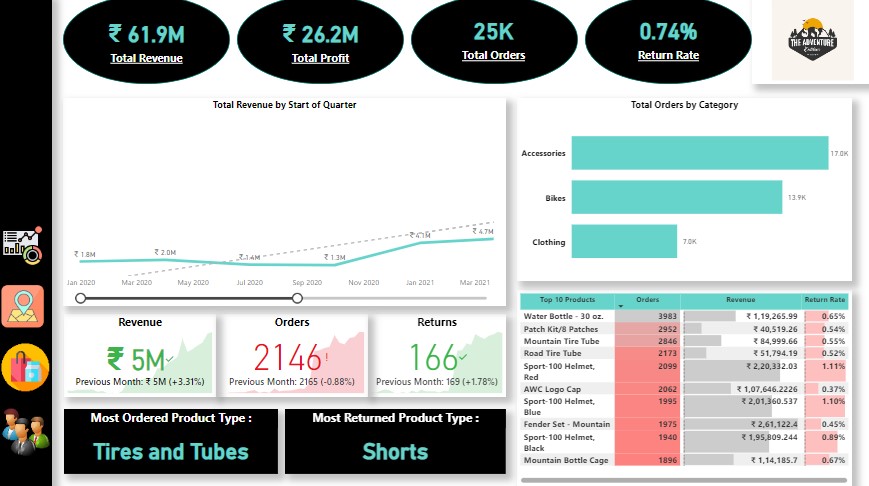 ₹ 61.9M
Total Revenue
₹ 26.2M
Total Profit
25K
Total Orders
0.74%
Return Rate
THE ADVENTURE
Total Revenue by Start of Quarter
₹ 1.8M
₹ 2.0M
₹ 1.4M
₹ 1.3M
₹ 4.1M
₹ 4.7M
Jan 2020 Mar 2020 May 2020 Jul 2020 Sep 2020 Nov 2020 Jan 2021 Mar 2021
Total Orders by Category
Accessories 17.0K
Bikes 13.9K
Clothing 7.0K
Revenue
₹ 5M
Previous Month: ₹ 5M (+3.31%)
Orders
2146!
Previous Month: 2165 (-0.88%)
Returns
166
Previous Month: 169 (+1.78%)
Most Ordered Product Type :
Tires and Tubes
Most Returned Product Type :
Shorts
Top 10 Products Orders Revenue Return Rate
Water Bottle - 30 oz. 3983 ₹ 1,19,265.99 0.65%
Patch Kit/8 Patches 2952 ₹ 40,519.26 0.54%
Mountain Tire Tube 2846 ₹ 84,999.66 0.55%
Road Tire Tube 2173 ₹ 51,794.19 0.52%
Sport-100 Helmet, 2099 ₹ 2,20,332.03 1.11%
Red
AWC Logo Cap 2062 ₹ 1,07,646.2226 0.37%
Sport-100 Helmet, 1995 ₹ 2,01,360.537 1.10%
Blue
Fender Set - Mountain 1975 ₹ 2,61,122.4 0.45%
Sport-100 Helmet, 1940 ₹ 1,95,809.244 0.89%
Black
Mountain Bottle Cage 1896 ₹ 1,14,185.7 0.67%